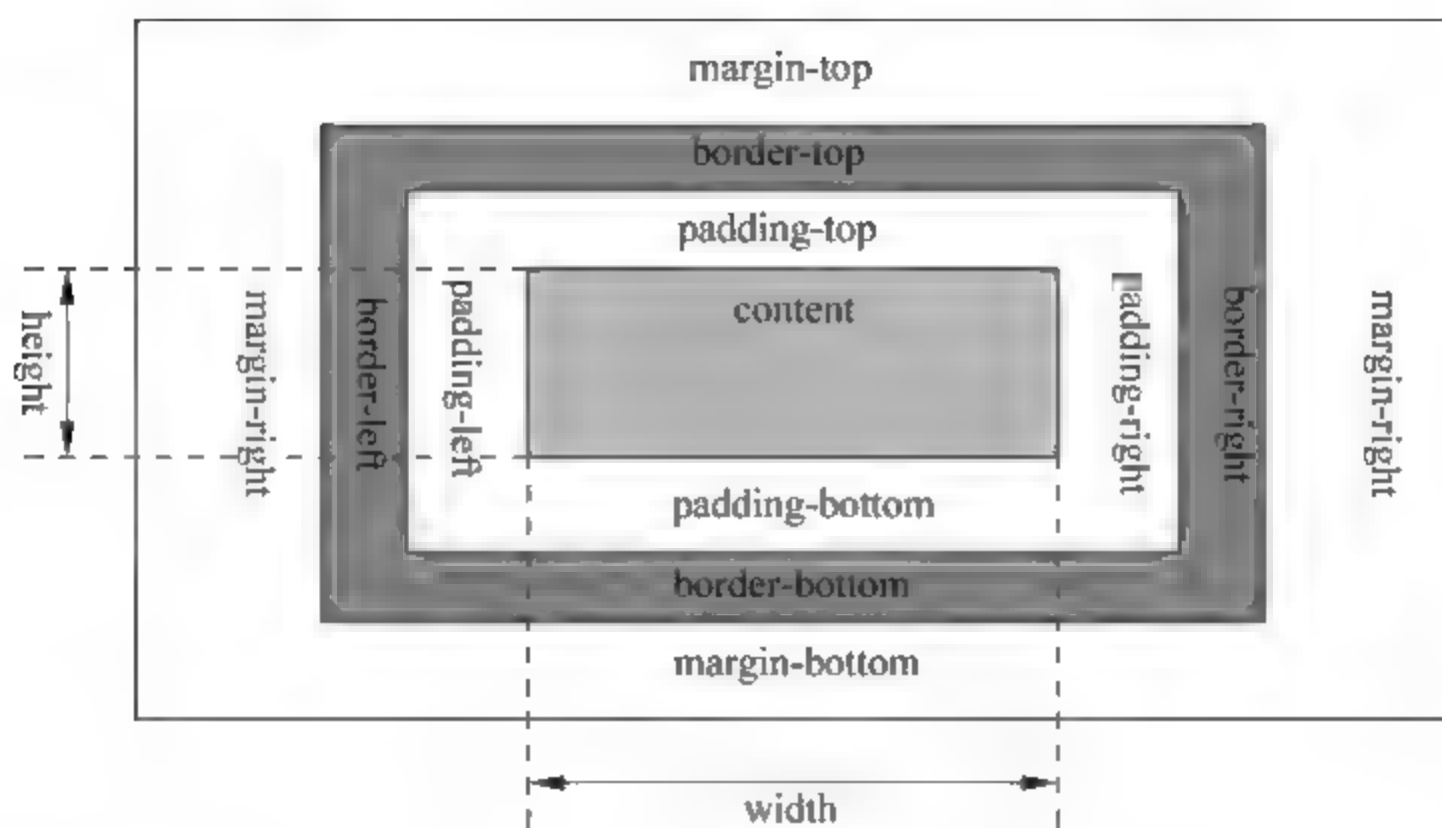 margin-top
border-top
padding-top
height
margin-right
border-left
padding-left
content
adding-right
border-right
margin-right
padding-bottom
border-bottom
margin-bottom
width